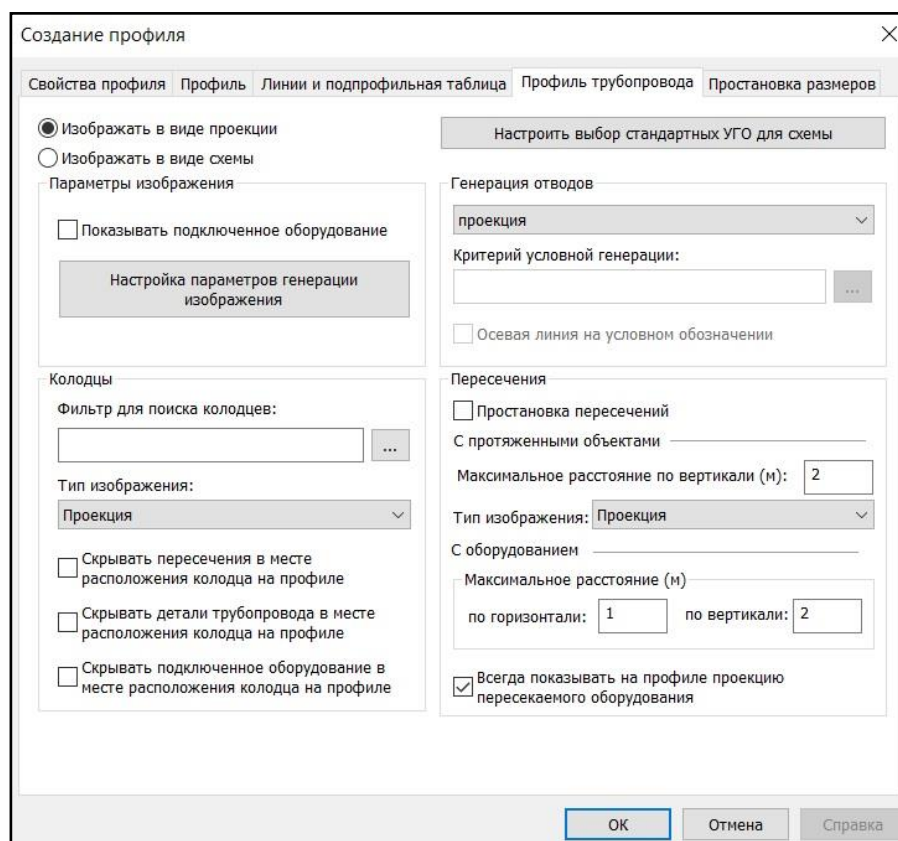 Создание профиля
Свойства профиля Профиль Линии и подпрофильная таблица Профиль трубопровода Простановка размеров
Изображать в виде проекции
Изображать в виде схемы
Настроить выбор стандартных УГО для схемы
Параметры изображения
Показывать подключенное оборудование
Настройка параметров генерации
изображения
Генерация отводов
проекция
Критерий условной генерации:
...
Осевая линия на условном обозначении
Колодцы
Фильтр для поиска колодцев:
...
Тип изображения:
Проекция
Скрывать пересечения в месте
расположения колодца на профиле
Скрывать детали трубопровода в месте
расположения колодца на профиле
Скрывать подключенное оборудование в
месте расположения колодца на профиле
Пересечения
Простановка пересечений
С протяженными объектами
Максимальное расстояние по вертикали (м): 2
Тип изображения: Проекция
С оборудованием
Максимальное расстояние (м)
по горизонтали: 1 по вертикали: 2
Всегда показывать на профиле проекцию
пересекаемого оборудования
ОК Отмена Справка